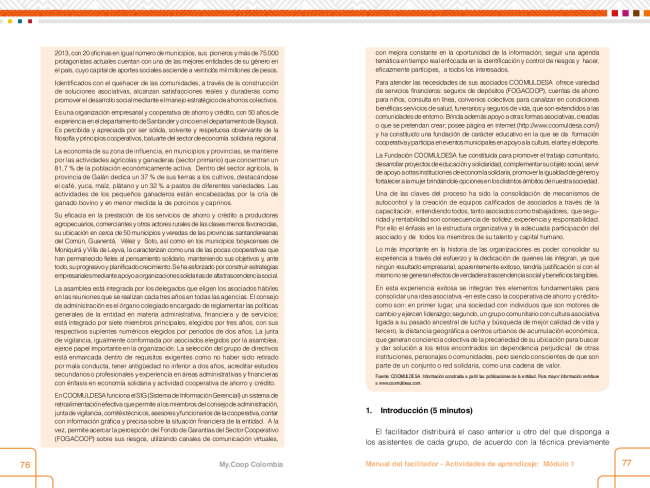 2013, con 20 oficinas en igual número de municipios, sus pioneros y más de 75.000
protagonistas actuales cuentan con una de las mejores entidades de su género en
el país, cuyo capital de aportes sociales asciende a veintidós mil millones de pesos.
Identificados con el quehacer de las comunidades, a través de la construcción
de soluciones asociativas, alcanzan satisfacciones reales y duraderas como
promover el desarrollo social mediante el manejo estratégico de ahorros colectivos.
Es una organización empresarial y cooperativa de ahorro y crédito, con 50 años de
experiencia en el departamento de Santander y cinco en el departamento de Boyacá.
Es percibida y apreciada por ser sólida, solvente y respetuosa observante de la
filosofía y principios cooperativos, baluarte del sector de economía solidaria regional.
La economía de su zona de influencia, en municipios y provincias, se mantiene
por las actividades agrícolas y ganaderas (sector primario) que concentran un
81.7 % de la población económicamente activa. Dentro del sector agrícola, la
provincia de Galán dedica un 37 % de sus tierras a los cultivos, destacándose
el café, yuca, maíz, plátano y un 32 % a pastos de diferentes variedades. Las
actividades de los pequeños ganaderos están encabezadas por la cría de
ganado bovino y en menor medida la de porcinos y caprinos.
Su eficacia en la prestación de los servicios de ahorro y crédito a productores
agropecuarios, comerciantes y otros actores rurales de las clases menos favorecidas,
su ubicación en cerca de 50 municipios y veredas de las provincias santandereanas
del Común, Guanentá, Vélez y Soto, así como en los municipios boyacenses de
Moniquirá y Villa de Leyva, la caracterizan como una de las pocas cooperativas que
han permanecido fieles al pensamiento solidario, manteniendo sus objetivos y, ante
todo, su progresivo y planificado crecimiento. Se ha esforzado por construir estrategias
empresariales mediante apoyo a organizaciones solidarias de alta trascendencia social.
La asamblea está integrada por los delegados que eligen los asociados hábiles
en las reuniones que se realizan cada tres años en todas las agencias. El consejo
de administración es el órgano colegiado encargado de reglamentar las políticas
generales de la entidad en materia administrativa, financiera y de servicios;
está integrado por siete miembros principales, elegidos por tres años, con sus
respectivos suplentes numéricos elegidos por periodos de dos años. La junta
de vigilancia, igualmente conformada por asociados elegidos por la asamblea,
ejerce papel importante en la organización. La selección del grupo de directivos
está enmarcada dentro de requisitos exigentes como no haber sido retirado
por mala conducta, tener antigüedad no inferior a dos años, acreditar estudios
secundarios o profesionales y experiencia en áreas administrativas y financieras
con énfasis en economía solidaria y actividad cooperativa de ahorro y crédito.
En COOMULDESA funciona el SIG (Sistema de Información Gerencial) un sistema de
retroalimentación efectiva que permite a los miembros del consejo de administración,
junta de vigilancia, comités técnicos, asesores y funcionarios de la cooperativa, contar
con información gráfica y precisa sobre la situación financiera de la entidad. A la
vez, permite acercar la percepción del Fondo de Garantías del Sector Cooperativo
(FOGACOOP) sobre sus riesgos, utilizando canales de comunicación virtuales,
76
My.Coop Colombia
con mejora constante en la oportunidad de la información, seguir una agenda
temática en tiempo real enfocada en la identificación y control de riesgos y hacer,
eficazmente partícipes, a todos los interesados.
Para atender las necesidades de sus asociados COOMULDESA ofrece variedad
de servicios financieros: seguros de depósitos (FOGACOOP), cuentas de ahorro
para niños, consulta en línea, convenios colectivos para canalizar en condiciones
benéficas servicios de salud, funerarios y seguros de vida, que son extendidos a las
comunidades de entorno. Brinda además apoyo a otras formas asociativas, creadas
o que se pretendan crear; posee página en internet (http://www.coomuldesa.com/)
y ha constituido una fundación de carácter educativo en la que se da formación
cooperativa y participa en eventos municipales en apoyo a la cultura, el arte y el deporte.
La Fundación COOMULDESA fue constituida para promover el trabajo comunitario,
desarrollar proyectos de educación y solidaridad, complementar su objeto social, servir
de apoyo a otras instituciones de economía solidaria, promover la igualdad de género y
fortalecer a la mujer brindándole opciones en los distintos ámbitos de nuestra sociedad.
Una de las claves del proceso ha sido la consolidación de mecanismos de
autocontrol y la creación de equipos calificados de asociados a través de la
capacitación, entendiendo todos, tanto asociados como trabajadores, que segu-
ridad y rentabilidad son consecuencia de solidez, experiencia y responsabilidad.
Por ello el énfasis en la estructura organizativa y la adecuada participación del
asociado y de todos los miembros de su talento y capital humano.
Lo más importante en la historia de las organizaciones es poder consolidar su
experiencia a través del esfuerzo y la dedicación de quienes las integran, ya que
ningún resultado empresarial, aparentemente exitoso, tendría justificación si con el
mismo no se generan efectos de verdadera trascendencia social y beneficios tangibles.
En esta experiencia exitosa se integran tres elementos fundamentales para
consolidar una idea asociativa -en este caso la cooperativa de ahorro y crédito-
como son: en primer lugar, una sociedad con individuos que son motores de
cambio y ejercen liderazgo; segundo, un grupo comunitario con cultura asociativa
ligada a su pasado ancestral de lucha y búsqueda de mejor calidad de vida y
tercero, la distancia geográfica a centros urbanos de acumulación económica,
que generan conciencia colectiva de la precariedad de su ubicación para buscar
y dar solución a los retos encontrados sin dependencia perjudicial de otras
instituciones, personajes o comunidades, pero siendo conscientes de que son
parte de un conjunto o red solidaria, como una cadena de valor.
Fuente: COOMULDESA. Información construida a partir las publicaciones de la entidad. Para mayor información remítase
a www.coomuldesa.com.
1. Introducción (5 minutos)
El facilitador distribuirá el caso anterior u otro del que disponga a
los asistentes de cada grupo, de acuerdo con la técnica previamente
Manual del facilitador - Actividades de aprendizaje: Módulo 1
77